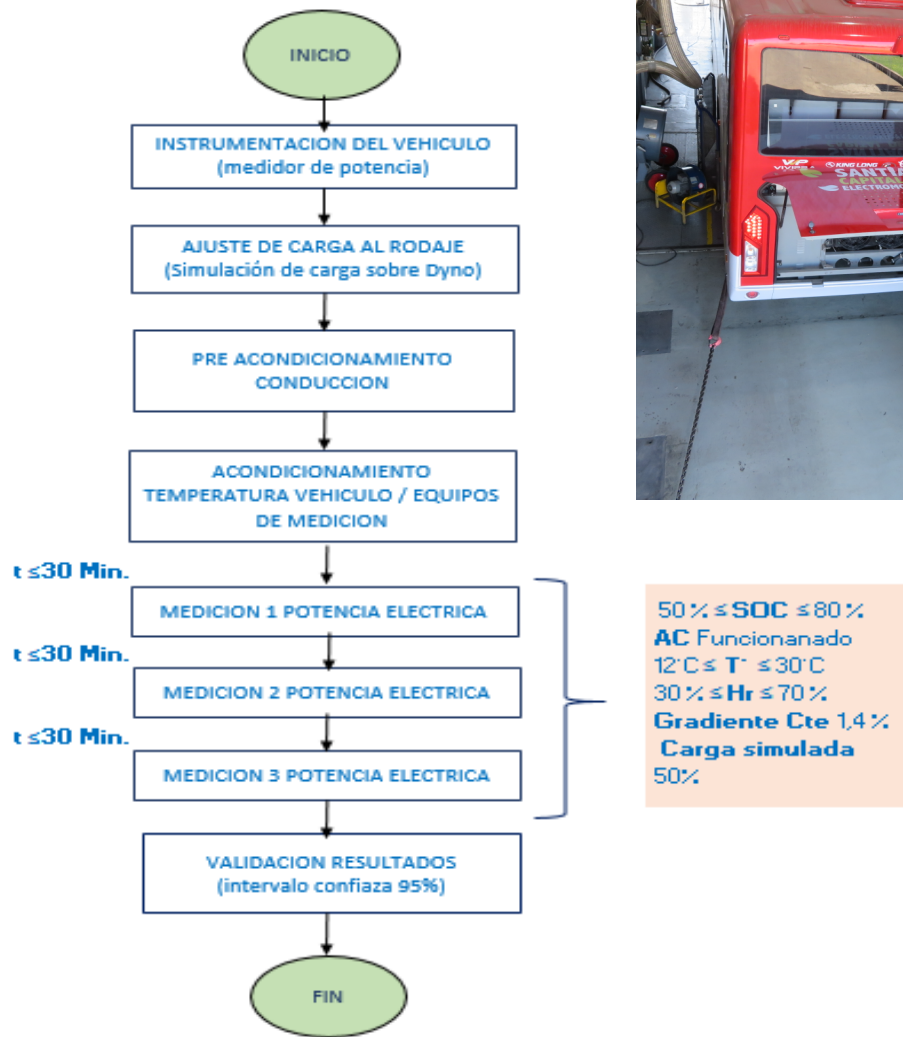 INICIO
INSTRUMENTACION DEL VEHICULO
(medidor de potencia)
AJUSTE DE CARGA AL RODAJE
(Simulación de carga sobre Dyno)
PRE ACONDICIONAMIENTO
CONDUCCION
ACONDICIONAMIENTO
TEMPERATURA VEHICULO / EQUIPOS
DE MEDICION
t ≤30 Min.
MEDICION 1 POTENCIA ELECTRICA
t ≤30 Min.
MEDICION 2 POTENCIA ELECTRICA
t ≤30 Min.
MEDICION 3 POTENCIA ELECTRICA
VALIDACION RESULTADOS
(intervalo confiaza 95%)
FIN
KING LONG
SANTIA
CAPITAL
ELECTROMO
50% ≤ SOC ≤ 80%
AC Funcionanado
12°C ≤ T° ≤ 30°C
30% ≤ Hr ≤ 70%
Gradiente Cte 1,4%
Carga simulada
50%